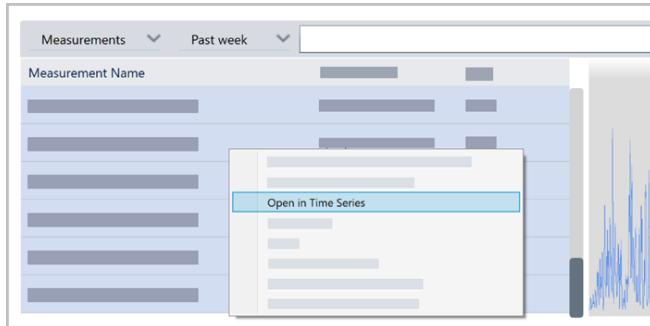 Measurements
Past week
Measurement Name
Open in Time Series